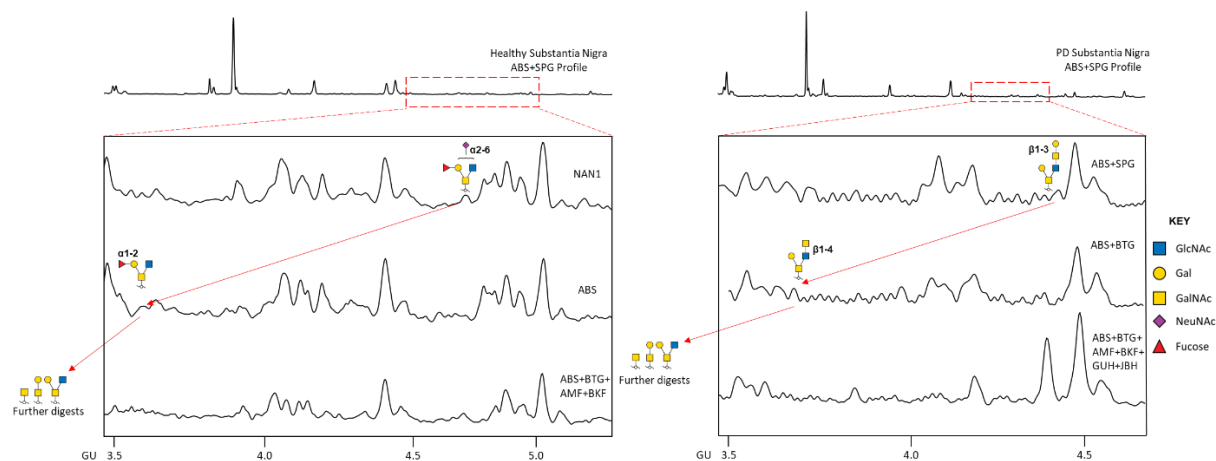 Healthy Substantia Nigra
ABS+SPG Profile
α2-6
NAN1
α1-2
ABS
Further digests
ABS+BTG+
AMF+BKF
GU
3.5
4.0
4.5
5.0
PD Substantia Nigra
ABS+SPG Profile
β1-3
ABS+SPG
β1-4
ABS+BTG
Further digests
ABS+BTG+
AMF+BKF+
GUH+JBH
GU
3.5
4.0
4.5
KEY
GlcNAc
Gal
GalNAc
NeuNAc
Fucose